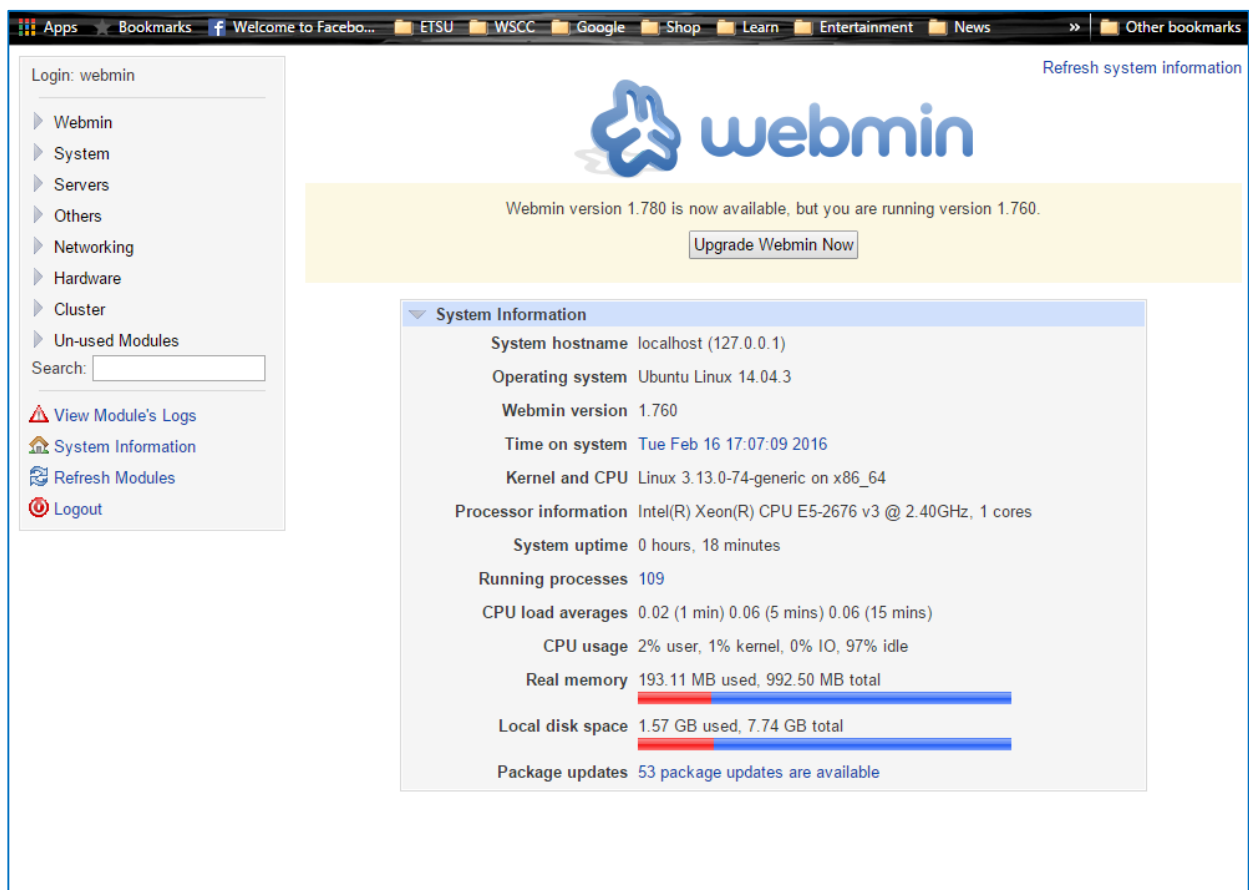 Apps Bookmarks Welcome to Facebo... ETSU WSCC Google Shop Learn Entertainment News » Other bookmarks
Login: webmin
Webmin
System
Servers
Others
Networking
Hardware
Cluster
Un-used Modules
Search:
View Module's Logs
System Information
Refresh Modules
Logout
Refresh system information
webmin
Webmin version 1.780 is now available, but you are running version 1.760.
Upgrade Webmin Now
System Information
System hostname localhost (127.0.0.1)
Operating system Ubuntu Linux 14.04.3
Webmin version 1.760
Time on system Tue Feb 16 17:07:09 2016
Kernel and CPU Linux 3.13.0-74-generic on x86_64
Processor information Intel(R) Xeon(R) CPU E5-2676 v3 @ 2.40GHz, 1 cores
System uptime 0 hours, 18 minutes
Running processes 109
CPU load averages 0.02 (1 min) 0.06 (5 mins) 0.06 (15 mins)
CPU usage 2% user, 1% kernel, 0% IO, 97% idle
Real memory 193.11 MB used, 992.50 MB total
Local disk space 1.57 GB used, 7.74 GB total
Package updates 53 package updates are available